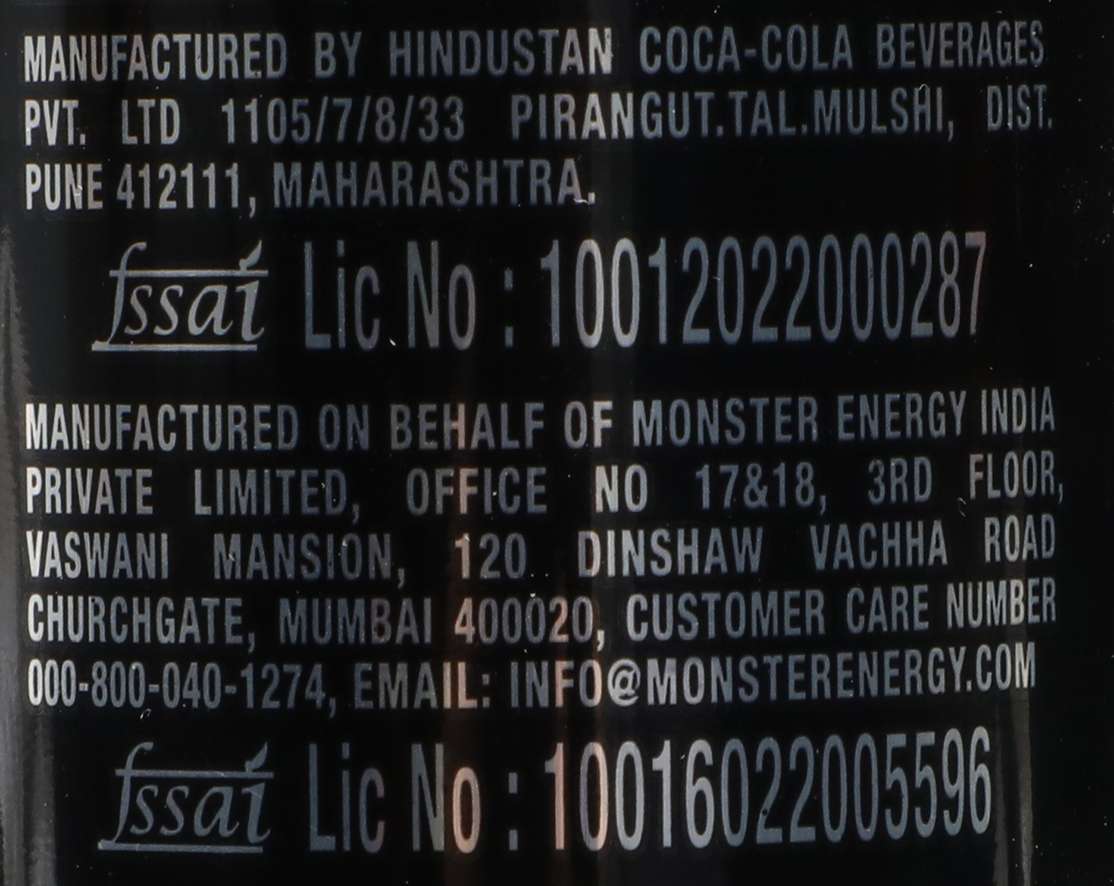 MANUFACTURED BY HINDUSTAN COCA-COLA BEVERAGES
PVT. LTD 1105/7/8/33 PIRANGUT.TAL.MULSHI, DIST.
PUNE 412111, MAHARASHTRA.
fssai Lic No : 10012022000287
MANUFACTURED ON BEHALF OF MONSTER ENERGY INDIA
PRIVATE LIMITED, OFFICE NO 17&18, 3RD FLOOR,
VASWANI MANSION, 120 DINSHAW VACHHA ROAD
CHURCHGATE, MUMBAI 400020, CUSTOMER CARE NUMBER
000-800-040-1274, EMAIL: INFO@MONSTERENERGY.COM
fssai Lic No : 10016022005596